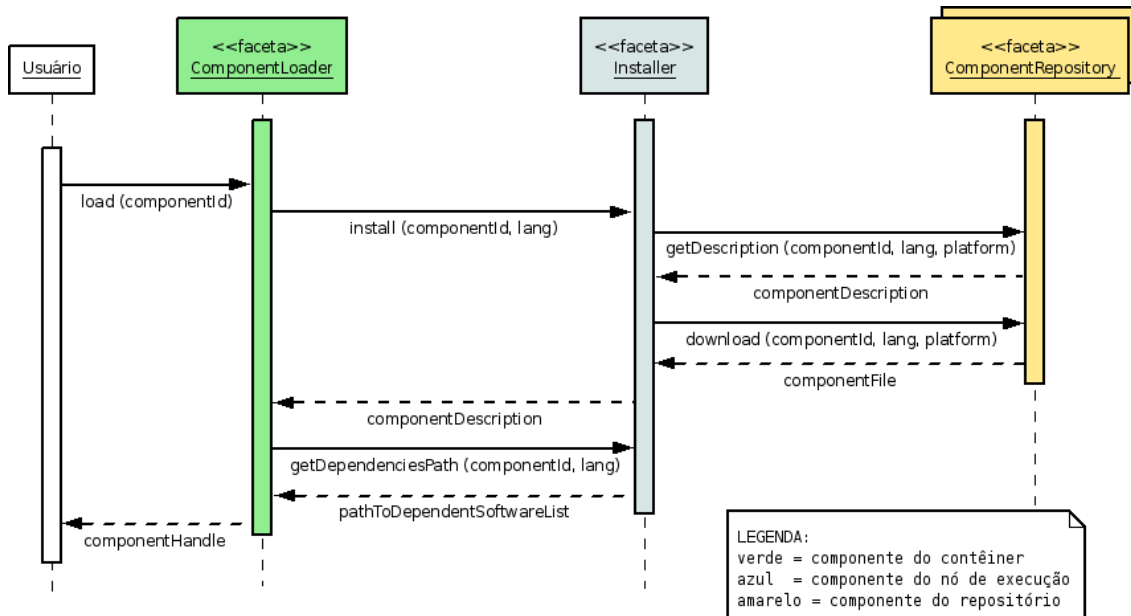 Usuário
<<faceta>>
ComponentLoader
<<faceta>>
Installer
<<faceta>>
ComponentRepository
load (componentId)
install (componentId, lang)
getDescription (componentId, lang, platform)
componentDescription
download (componentId, lang, platform)
componentFile
componentDescription
getDependenciesPath (componentId, lang)
pathToDependentSoftwareList
componentHandle
LEGENDA:
verde = componente do contêiner
azul  = componente do nó de execução
amarelo = componente do repositório